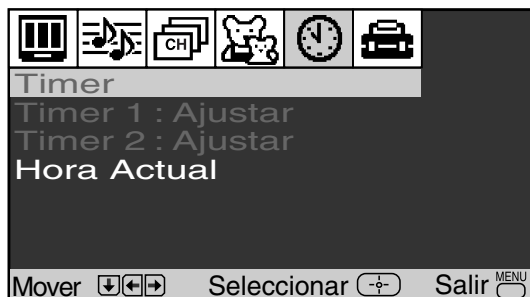 CH
Timer
Timer 1 : Ajustar
Timer 2 : Ajustar
Hora Actual
Mover Seleccionar Salir MENU